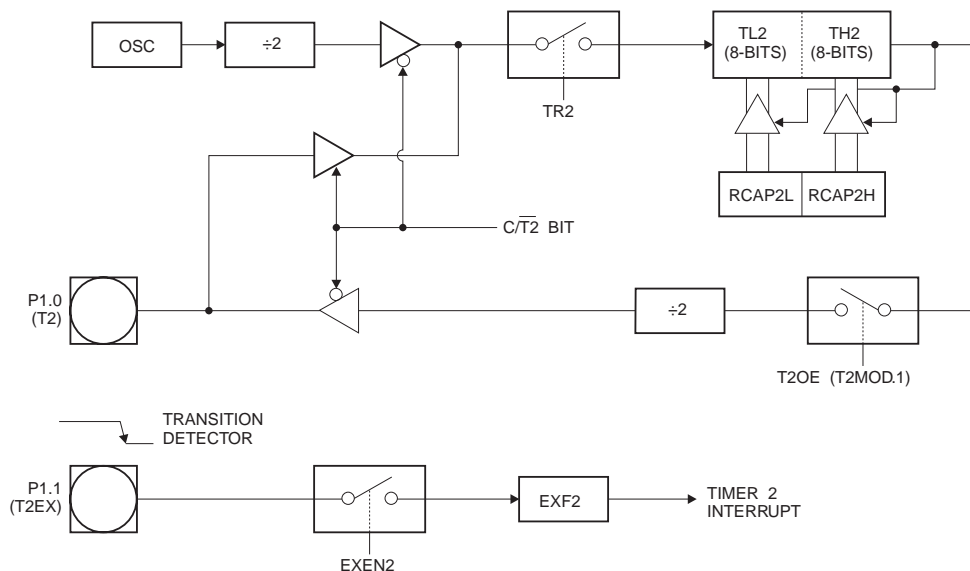 OSC
÷2
TR2
TL2
(8-BITS)
TH2
(8-BITS)
RCAP2L
RCAP2H
C/T2 BIT
P1.0
(T2)
÷2
T2OE (T2MOD.1)
TRANSITION
DETECTOR
P1.1
(T2EX)
EXEN2
EXF2
TIMER 2
INTERRUPT